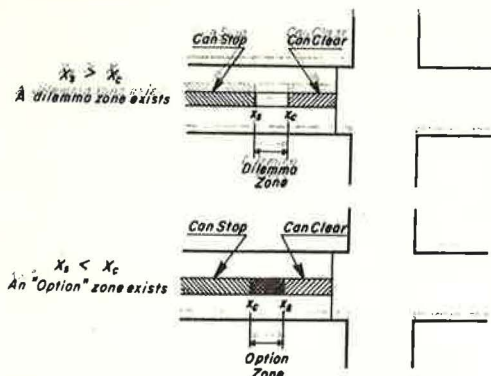 Can Stop Can Clear
Xs > Xc
A dilemma zone exists
Xs Xc
Dilemma
Zone
Can Stop Can Clear
Xs < Xc
An "Option" zone exists
Xc Xs
Option
Zone